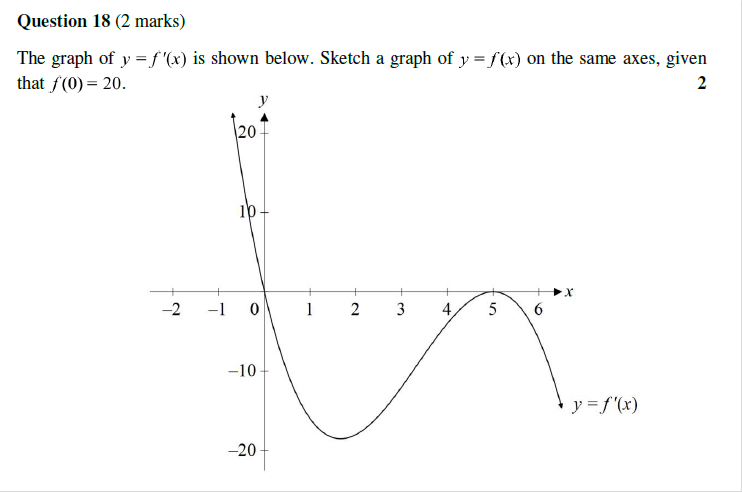 Question 18 (2 marks)
The graph of y = f'(x) is shown below. Sketch a graph of y = f(x) on the same axes, given
that f(0) = 20. 2
y
20
10
x
–2 –1 0 1 2 3 4 5 6
–10
y = f'(x)
–20